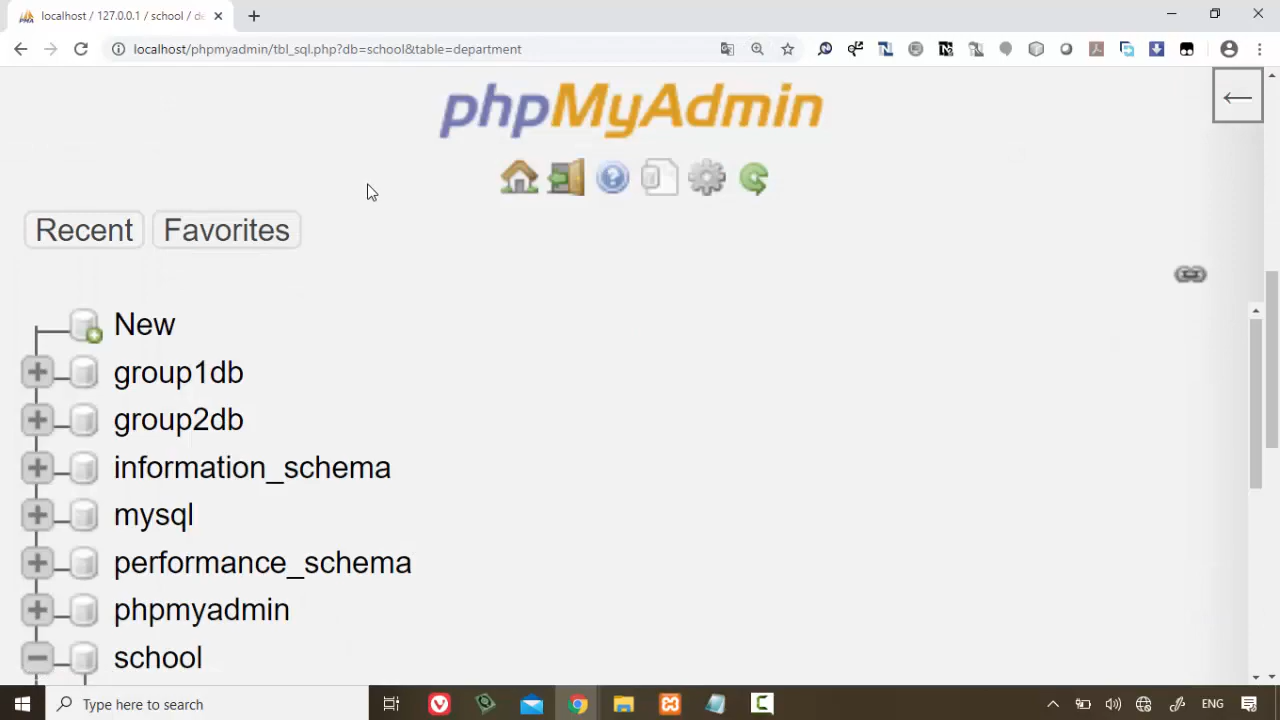 localhost / 127.0.0.1 / school / de
localhost/phpmyadmin/tbl_sql.php?db=school&table=department
phpMyAdmin
Recent Favorites
New
group1db
group2db
information_schema
mysql
performance_schema
phpmyadmin
school
Type here to search
ENG